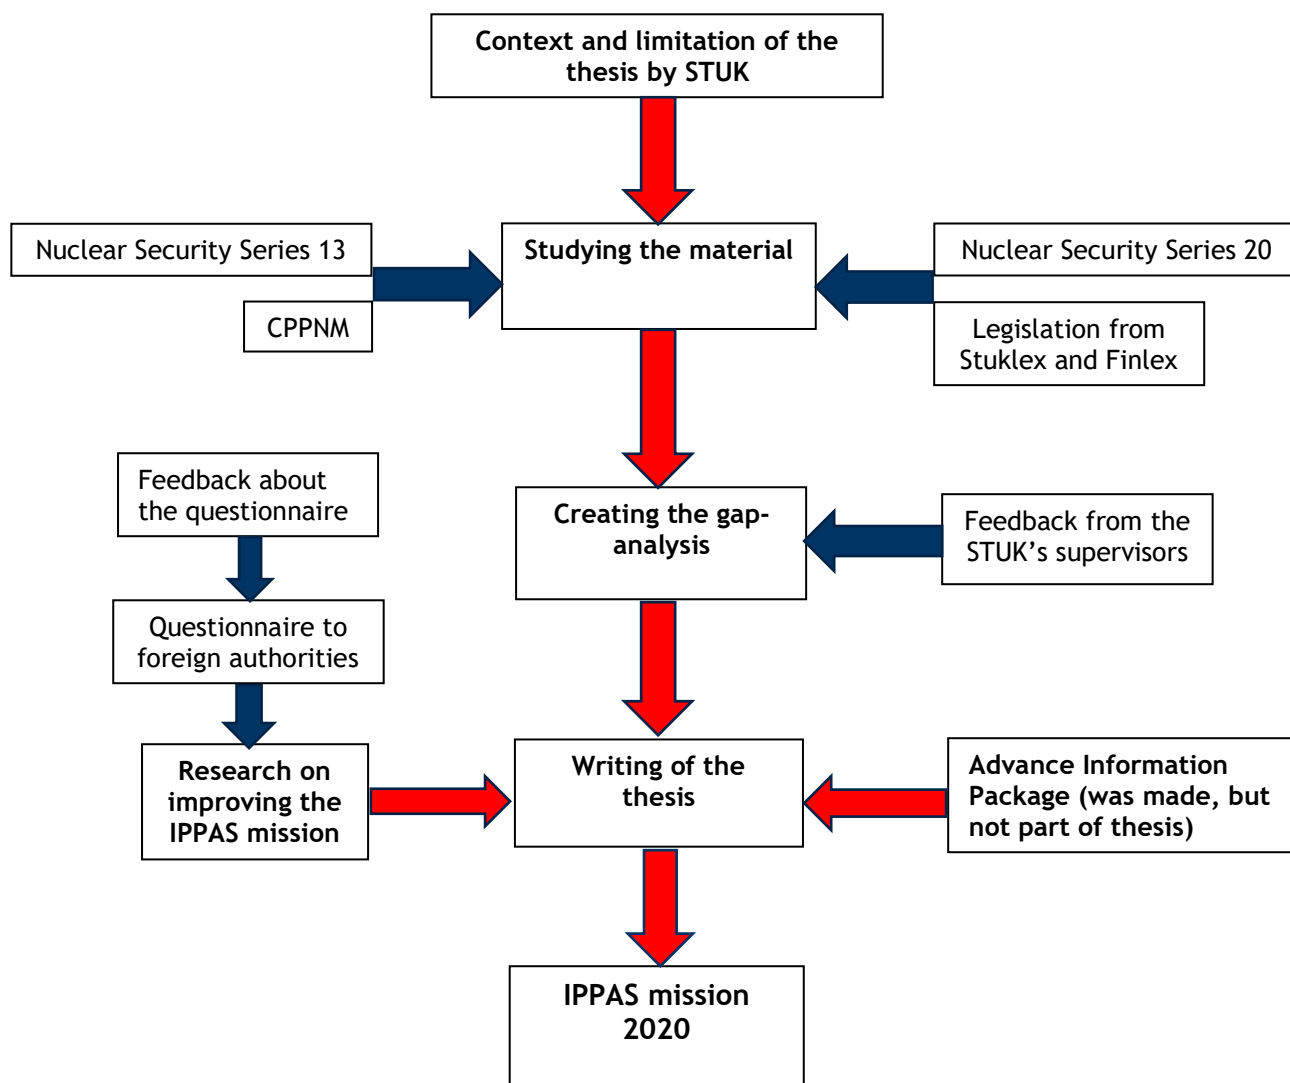 Context and limitation of the
thesis by STUK
Nuclear Security Series 13
CPPNM
Studying the material
Nuclear Security Series 20
Legislation from
Stuklex and Finlex
Feedback about
the questionnaire
Creating the gap-
analysis
Feedback from the
STUK’s supervisors
Questionnaire to
foreign authorities
Research on
improving the
IPPAS mission
Writing of the
thesis
Advance Information
Package (was made, but
not part of thesis)
IPPAS mission
2020